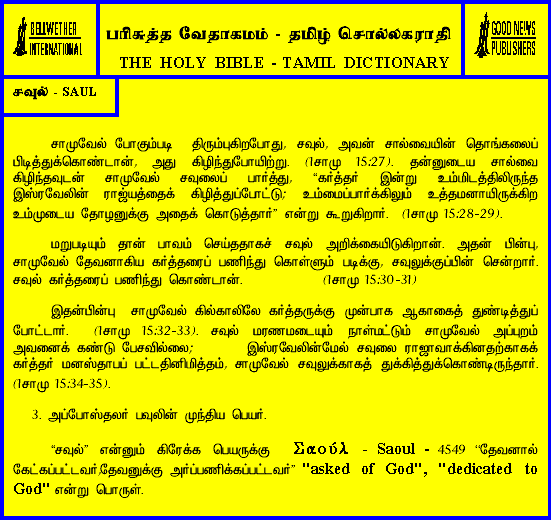 BELLWETHER
INTERNATIONAL
பரிசுத்த வேதாகமம் - தமிழ் சொல்லகராதி
THE HOLY BIBLE - TAMIL DICTIONARY
GOOD NEWS
PUBLISHERS
சவுல் - SAUL
சாமுவேல் போகும்படி திரும்புகிறபோது, சவுல், அவன் சால்வையின் தொங்கலைப்
பிடித்துக்கொண்டான், அது கிழிந்துபோயிற்று. (1சாமு 15:27). தன்னுடைய சால்வை
கிழிந்தவுடன் சாமுவேல் சவுலைப் பார்த்து, “கர்த்தர் இன்று உம்மிடத்திலிருந்த
இஸ்ரவேலின் ராஜ்யத்தைக் கிழித்துப்போட்டு; உம்மைப்பார்க்கிலும் உத்தமனாயிருக்கிற
உம்முடைய தோழனுக்கு அதைக் கொடுத்தார்” என்று கூறுகிறார். (1சாமு 15:28-29).
மறுபடியும் தான் பாவம் செய்ததாகச் சவுல் அறிக்கையிடுகிறான். அதன் பின்பு,
சாமுவேல் தேவனாகிய கர்த்தரைப் பணிந்து கொள்ளும் படிக்கு, சவுலுக்குப்பின் சென்றார்.
சவுல் கர்த்தரைப் பணிந்து கொண்டான். (1சாமு 15:30-31)
இதன்பின்பு சாமுவேல் கில்காலிலே கர்த்தருக்கு முன்பாக ஆகாகைத் துண்டித்துப்
போட்டார். (1சாமு 15:32-33). சவுல் மரணமடையும் நாள்மட்டும் சாமுவேல் அப்புறம்
அவனைக் கண்டு பேசவில்லை; இஸ்ரவேலின்மேல் சவுலை ராஜாவாக்கினதற்காகக்
கர்த்தர் மனஸ்தாபப் பட்டதினிமித்தம், சாமுவேல் சவுலுக்காகத் துக்கித்துக்கொண்டிருந்தார்.
(1சாமு 15:34-35).
3. அப்போஸ்தலர் பவுலின் முந்திய பெயர்.
“சவுல்” என்னும் கிரேக்க பெயருக்கு Σαούλ - Saoul - 4549 “தேவனால்
கேட்கப்பட்டவர்,தேவனுக்கு அர்ப்பணிக்கப்பட்டவர்” "asked of God", "dedicated to
God" என்று பொருள்.